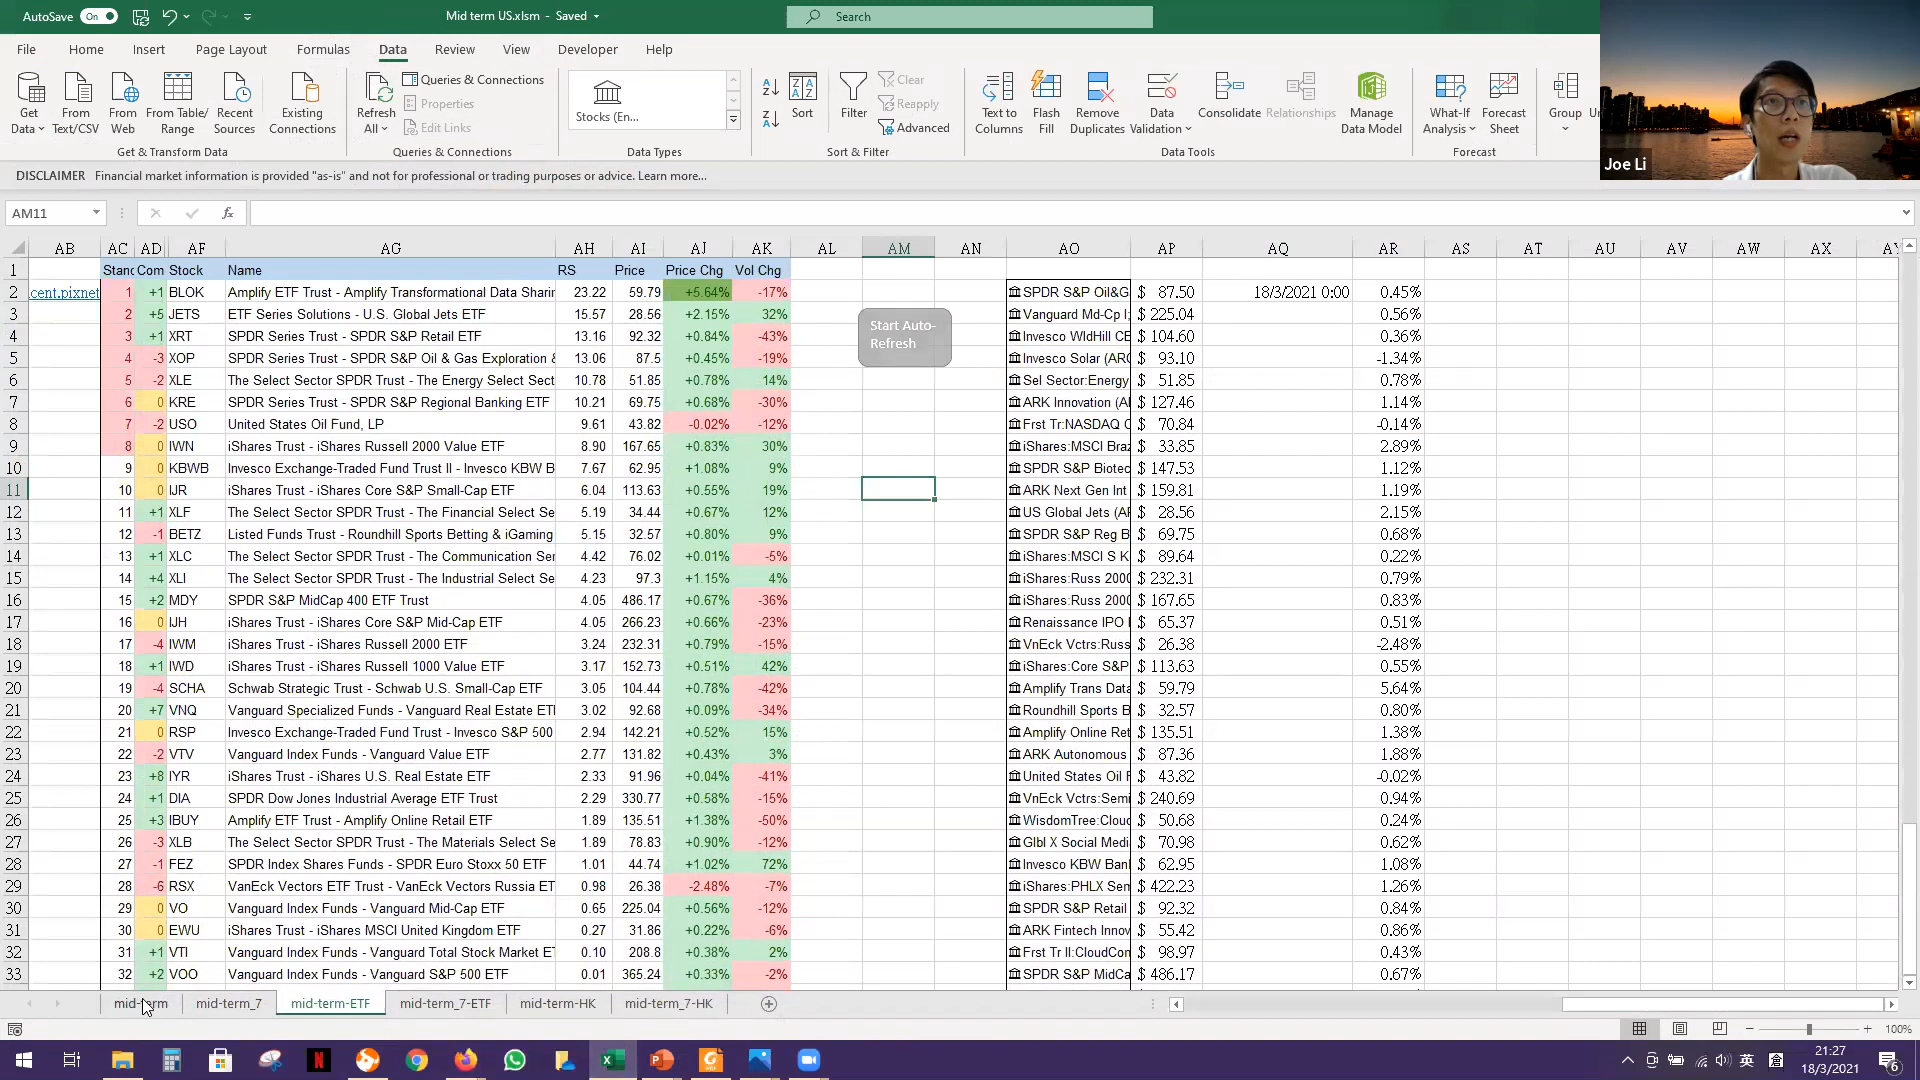 AutoSave On
Mid term US.xlsm - Saved
Search
File Home Insert Page Layout Formulas Data Review View Developer Help
Get Data
From Text/CSV
From Web
From Table/ Range
Recent Sources
Existing Connections
Refresh All
Queries & Connections
Properties
Edit Links
Stocks (En...
Sort
Filter
Clear
Reapply
Advanced
Text to Columns
Flash Fill
Remove Duplicates
Data Validation
Consolidate
Relationships
Manage Data Model
What-If Analysis
Forecast Sheet
Group
Get & Transform Data
Queries & Connections
Data Types
Sort & Filter
Data Tools
Forecast
Joe Li
DISCLAIMER Financial market information is provided "as-is" and not for professional or trading purposes or advice. Learn more...
AM11
fx
AB AC AD AF AG AH AI AJ AK AL AM AN AO AP AQ AR AS AT AU AV AW AX AY
1 Stand Com Stock Name RS Price Price Chg Vol Chg
2 .cent.pixnet 1 +1 BLOK Amplify ETF Trust - Amplify Transformational Data Sharin 23.22 59.79 +5.64% -17% SPDR S&P Oil&G $ 87.50 18/3/2021 0:00 0.45%
3 2 +5 JETS ETF Series Solutions - U.S. Global Jets ETF 15.57 28.56 +2.15% 32% Vanguard Md-Cp I $ 225.04 0.56%
Start Auto-Refresh
4 3 +1 XRT SPDR Series Trust - SPDR S&P Retail ETF 13.16 92.32 +0.84% -43% Invesco WldHill CE $ 104.60 0.36%
5 4 -3 XOP SPDR Series Trust - SPDR S&P Oil & Gas Exploration & 13.06 87.5 +0.45% -19% Invesco Solar (ARC $ 93.10 -1.34%
6 5 -2 XLE The Select Sector SPDR Trust - The Energy Select Sect 10.78 51.85 +0.78% 14% Sel Sector:Energy $ 51.85 0.78%
7 6 0 KRE SPDR Series Trust - SPDR S&P Regional Banking ETF 10.21 69.75 +0.68% -30% ARK Innovation (A $ 127.46 1.14%
8 7 -2 USO United States Oil Fund, LP 9.61 43.82 -0.02% -12% Frst Tr:NASDAQ C $ 70.84 -0.14%
9 8 0 IWN iShares Trust - iShares Russell 2000 Value ETF 8.90 167.65 +0.83% 30% iShares:MSCI Braz $ 33.85 2.89%
10 9 0 KBWB Invesco Exchange-Traded Fund Trust II - Invesco KBW B 7.67 62.95 +1.08% 9% SPDR S&P Biotec $ 147.53 1.12%
11 10 0 IJR iShares Trust - iShares Core S&P Small-Cap ETF 6.04 113.63 +0.55% 19% ARK Next Gen Int $ 159.81 1.19%
12 11 +1 XLF The Select Sector SPDR Trust - The Financial Select Se 5.19 34.44 +0.67% 12% US Global Jets (AF $ 28.56 2.15%
13 12 -1 BETZ Listed Funds Trust - Roundhill Sports Betting & iGaming 5.15 32.57 +0.80% 9% SPDR S&P Reg B $ 69.75 0.68%
14 13 +1 XLC The Select Sector SPDR Trust - The Communication Ser 4.42 76.02 +0.01% -5% iShares:MSCI S K $ 89.64 0.22%
15 14 +4 XLI The Select Sector SPDR Trust - The Industrial Select Se 4.23 97.3 +1.15% 4% iShares:Russ 2000 $ 232.31 0.79%
16 15 +2 MDY SPDR S&P MidCap 400 ETF Trust 4.05 486.17 +0.67% -36% iShares:Russ 2000 $ 167.65 0.83%
17 16 0 IJH iShares Trust - iShares Core S&P Mid-Cap ETF 4.05 266.23 +0.66% -23% Renaissance IPO $ 65.37 0.51%
18 17 -4 IWM iShares Trust - iShares Russell 2000 ETF 3.24 232.31 +0.79% -15% VnEck Vctrs:Russ $ 26.38 -2.48%
19 18 +1 IWD iShares Trust - iShares Russell 1000 Value ETF 3.17 152.73 +0.51% 42% iShares:Core S&P $ 113.63 0.55%
20 19 -4 SCHA Schwab Strategic Trust - Schwab U.S. Small-Cap ETF 3.05 104.44 +0.78% -42% Amplify Trans Data $ 59.79 5.64%
21 20 +7 VNQ Vanguard Specialized Funds - Vanguard Real Estate ETI 3.02 92.68 +0.09% -34% Roundhill Sports B $ 32.57 0.80%
22 21 0 RSP Invesco Exchange-Traded Fund Trust - Invesco S&P 500 2.94 142.21 +0.52% 15% Amplify Online Ret $ 135.51 1.38%
23 22 -2 VTV Vanguard Index Funds - Vanguard Value ETF 2.77 131.82 +0.43% 3% ARK Autonomous $ 87.36 1.88%
24 23 +8 IYR iShares Trust - iShares U.S. Real Estate ETF 2.33 91.96 +0.04% -41% United States Oil F $ 43.82 -0.02%
25 24 +1 DIA SPDR Dow Jones Industrial Average ETF Trust 2.29 330.77 +0.58% -15% VnEck Vctrs:Semi $ 240.69 0.94%
26 25 +3 IBUY Amplify ETF Trust - Amplify Online Retail ETF 1.89 135.51 +1.38% -50% WisdomTree:Clouc $ 50.68 0.24%
27 26 -3 XLB The Select Sector SPDR Trust - The Materials Select Se 1.89 78.83 +0.90% -12% Glbl X Social Medi $ 70.98 0.62%
28 27 -1 FEZ SPDR Index Shares Funds - SPDR Euro Stoxx 50 ETF 1.01 44.74 +1.02% 72% Invesco KBW Ban $ 62.95 1.08%
29 28 -6 RSX VanEck Vectors ETF Trust - VanEck Vectors Russia ET 0.98 26.38 -2.48% -7% iShares:PHLX Sem $ 422.23 1.26%
30 29 0 VO Vanguard Index Funds - Vanguard Mid-Cap ETF 0.65 225.04 +0.56% -12% SPDR S&P Retail $ 92.32 0.84%
31 30 0 EWU iShares Trust - iShares MSCI United Kingdom ETF 0.27 31.86 +0.22% -6% ARK Fintech Innov $ 55.42 0.86%
32 31 +1 VTI Vanguard Index Funds - Vanguard Total Stock Market ET 0.10 208.8 +0.38% 2% Frst Tr II:CloudCon $ 98.97 0.43%
33 32 +2 VOO Vanguard Index Funds - Vanguard S&P 500 ETF 0.01 365.24 +0.33% -2% SPDR S&P MidCa $ 486.17 0.67%
mid-term mid-term_7 mid-term-ETF mid-term_7-ETF mid-term-HK mid-term_7-HK
100%
英
21:27
18/3/2021
6